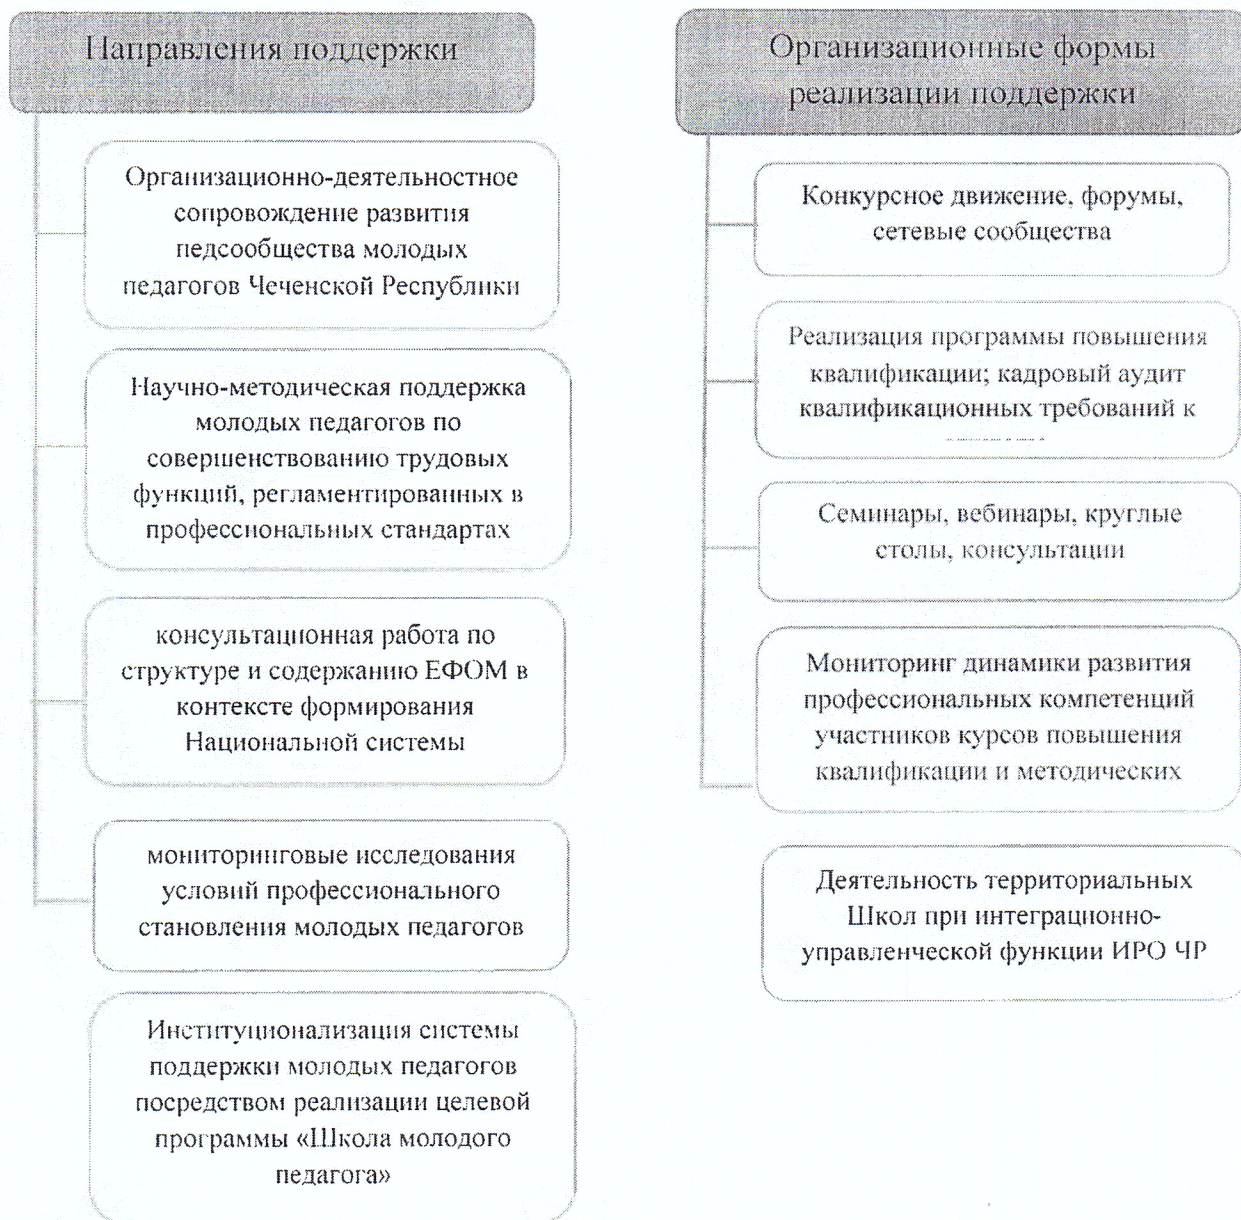 Направления поддержки
Организационно-деятельностное
сопровождение развития
педсообщества молодых
педагогов Чеченской Республики
Научно-методическая поддержка
молодых педагогов по
совершенствованию трудовых
функций, регламентированных в
профессиональных стандартах
консультационная работа по
структуре и содержанию ЕФОМ в
контексте формирования
Национальной системы
мониторинговые исследования
условий профессионального
становления молодых педагогов
Институционализация системы
поддержки молодых педагогов
посредством реализации целевой
программы «Школа молодого
педагога»
Организационные формы
реализации поддержки
Конкурсное движение, форумы,
сетевые сообщества
Реализация программы повышения
квалификации; кадровый аудит
квалификационных требований к
Семинары, вебинары, круглые
столы, консультации
Мониторинг динамики развития
профессиональных компетенций
участников курсов повышения
квалификации и методических
Деятельность территориальных
Школ при интеграционно-
управленческой функции ИРО ЧР